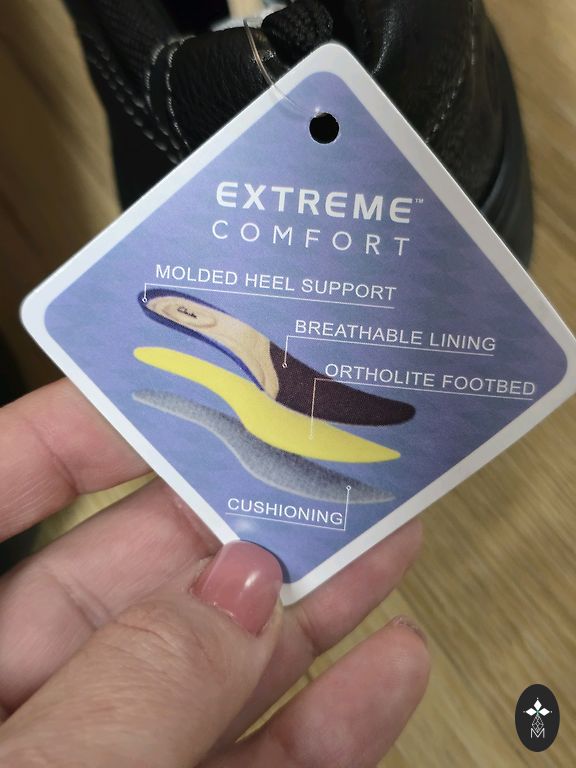 EXTREME™
COMFORT
MOLDED HEEL SUPPORT
BREATHABLE LINING
ORTHOLITE FOOTBED
CUSHIONING